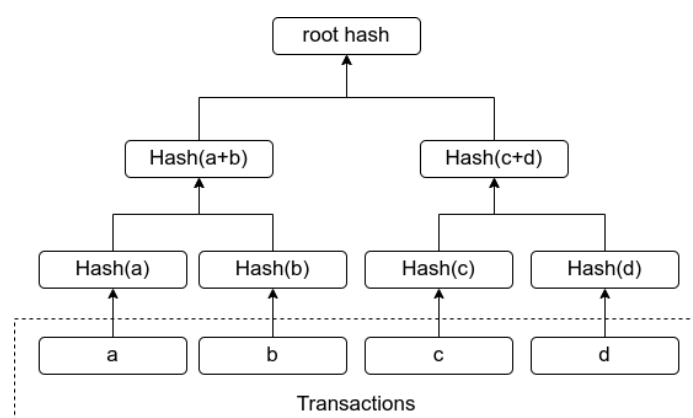 root hash
Hash(a+b) Hash(c+d)
Hash(a) Hash(b) Hash(c) Hash(d)
a b c d
Transactions